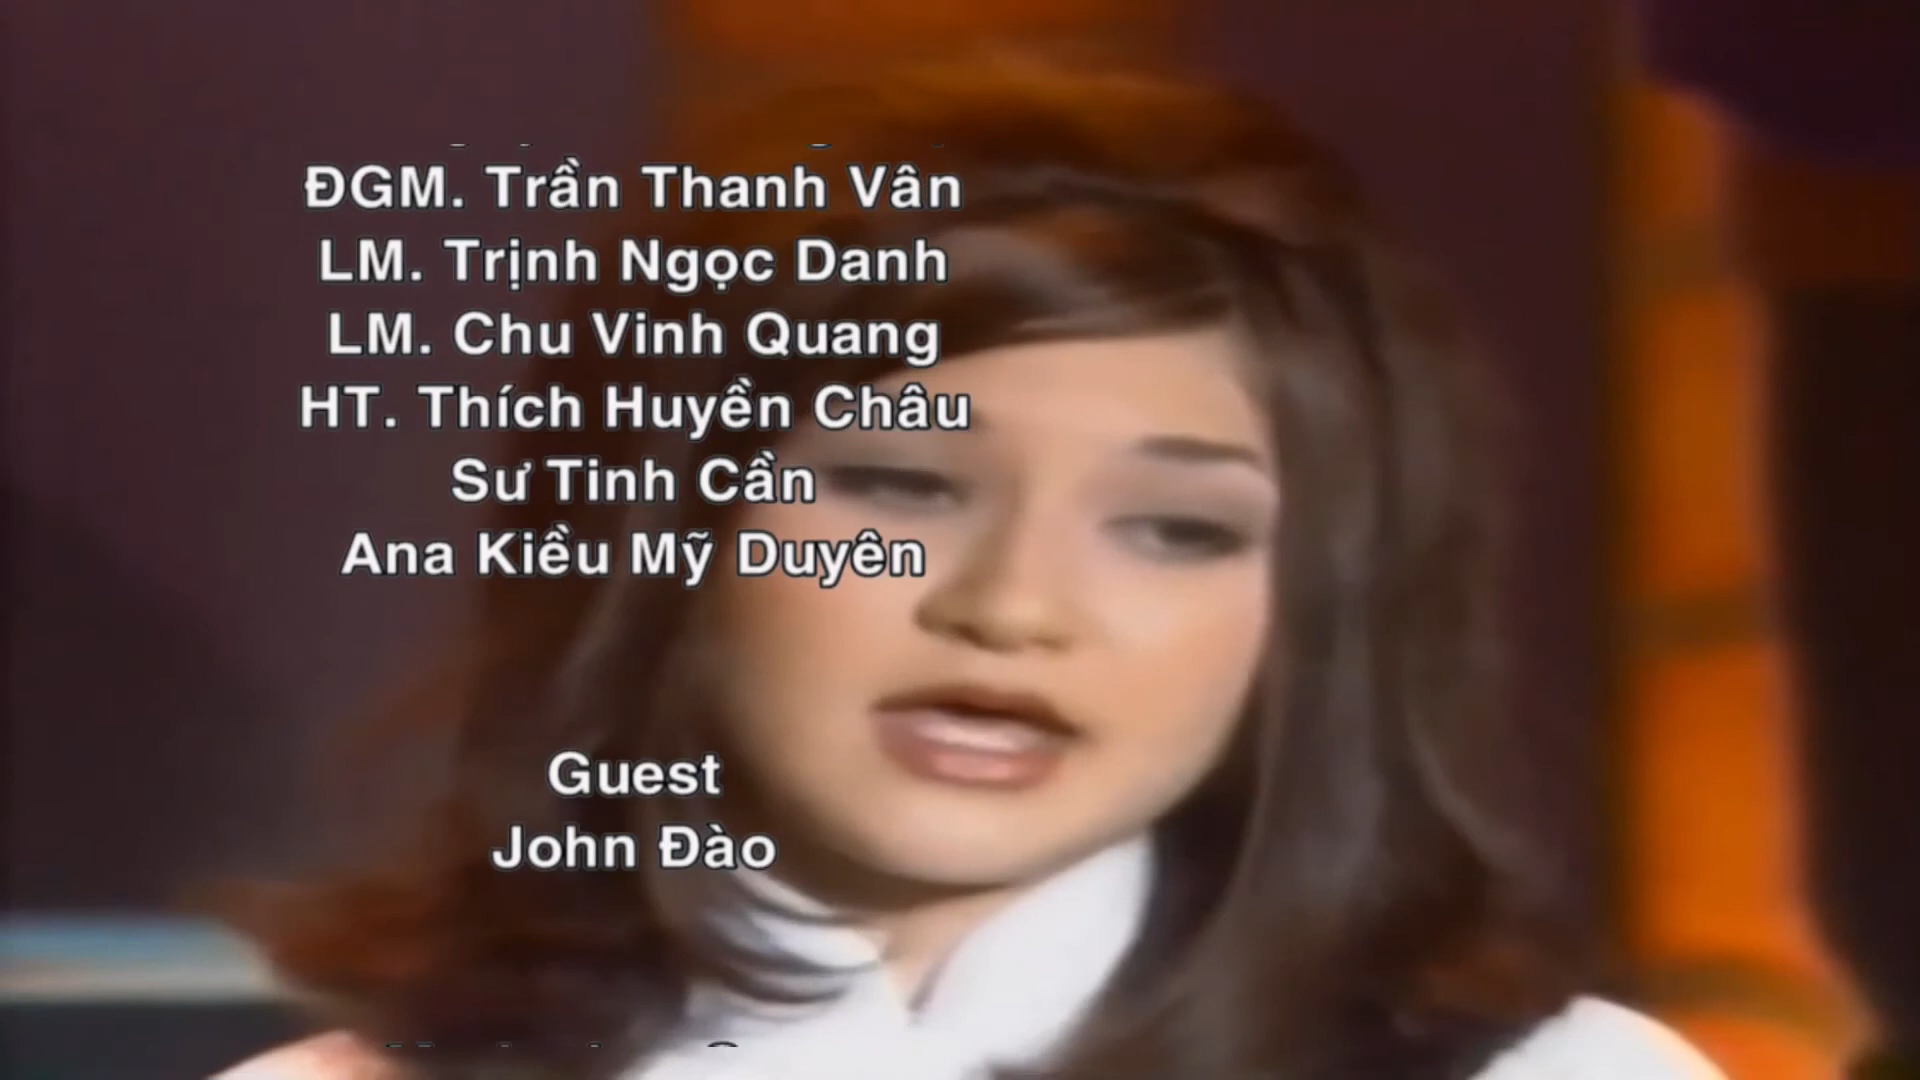 ĐGM. Trần Thanh Vân
LM. Trịnh Ngọc Danh
LM. Chu Vinh Quang
HT. Thích Huyền Châu
Sư Tinh Cần
Ana Kiều Mỹ Duyên
Guest
John Đào